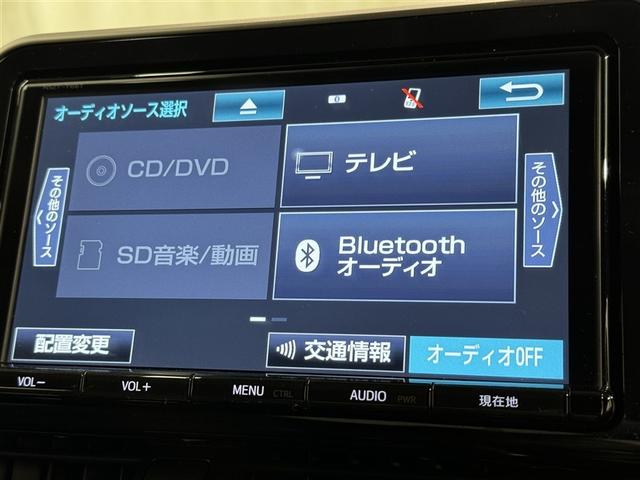 オーディオソース選択
CD/DVD
テレビ
その他のソース
その他のソース
SD音楽/動画
Bluetooth
オーディオ
配置変更
交通情報
オーディオOFF
VOL−
VOL+
MENU
CTRL
AUDIO
PWR
現在地